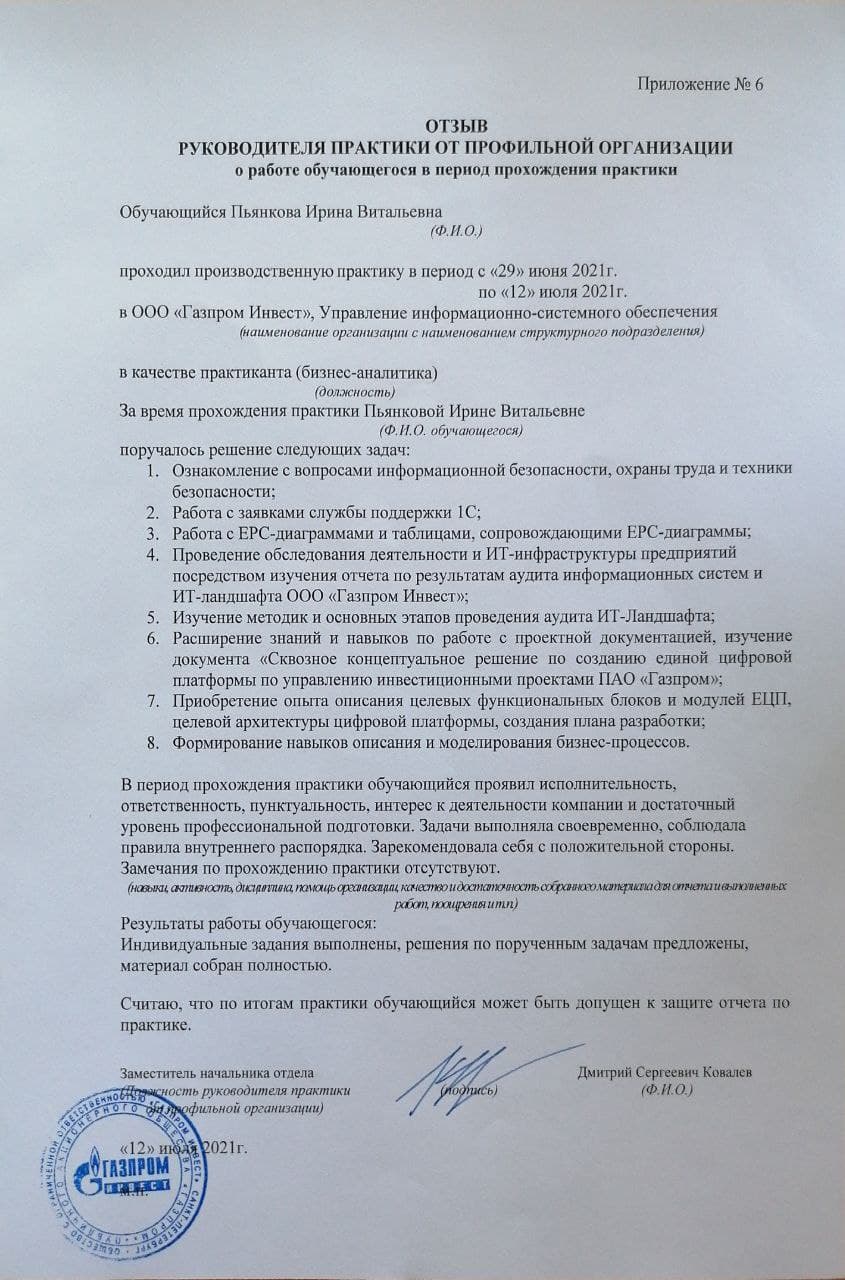 Приложение № 6
ОТЗЫВ
РУКОВОДИТЕЛЯ ПРАКТИКИ ОТ ПРОФИЛЬНОЙ ОРГАНИЗАЦИИ
о работе обучающегося в период прохождения практики
Обучающийся Пьянкова Ирина Витальевна
(Ф.И.О.)
проходил производственную практику в период с «29» июня 2021г.
по «12» июля 2021г.
в ООО «Газпром Инвест», Управление информационно-системного обеспечения
(наименование организации с наименованием структурного подразделения)
в качестве практиканта (бизнес-аналитика)
(должность)
За время прохождения практики Пьянковой Ирине Витальевне
(Ф.И.О. обучающегося)
поручалось решение следующих задач:
1. Ознакомление с вопросами информационной безопасности, охраны труда и техники
безопасности;
2. Работа с заявками службы поддержки 1С;
3. Работа с EPC-диаграммами и таблицами, сопровождающими EPC-диаграммы;
4. Проведение обследования деятельности и ИТ-инфраструктуры предприятий
посредством изучения отчета по результатам аудита информационных систем и
ИТ-ландшафта ООО «Газпром Инвест»;
5. Изучение методик и основных этапов проведения аудита ИТ-Ландшафта;
6. Расширение знаний и навыков по работе с проектной документацией, изучение
документа «Сквозное концептуальное решение по созданию единой цифровой
платформы по управлению инвестиционными проектами ПАО «Газпром»;
7. Приобретение опыта описания целевых функциональных блоков и модулей ЕЦП,
целевой архитектуры цифровой платформы, создания плана разработки;
8. Формирование навыков описания и моделирования бизнес-процессов.
В период прохождения практики обучающийся проявил исполнительность,
ответственность, пунктуальность, интерес к деятельности компании и достаточный
уровень профессиональной подготовки. Задачи выполняла своевременно, соблюдала
правила внутреннего распорядка. Зарекомендовала себя с положительной стороны.
Замечания по прохождению практики отсутствуют.
(навыки, активность, дисциплина, помощь организации, качество и достаточность собранного материала для отчета и выполненных
работ, поощрения и т.п.)
Результаты работы обучающегося:
Индивидуальные задания выполнены, решения по порученным задачам предложены,
материал собран полностью.
Считаю, что по итогам практики обучающийся может быть допущен к защите отчета по
практике.
Заместитель начальника отдела Дмитрий Сергеевич Ковалев
(Должность руководителя практики (подпись) (Ф.И.О.)
от профильной организации)
«12» июля 2021г.
М.П.
ГАЗПРОМ
ИНВЕСТ
ОБЩЕСТВО С ОГРАНИЧЕННОЙ ОТВЕТСТВЕННОСТЬЮ «ГАЗПРОМ ИНВЕСТ» САНКТ-ПЕТЕРБУРГ
ПУБЛИЧНОГО АКЦИОНЕРНОГО ОБЩЕСТВА «ГАЗПРОМ»